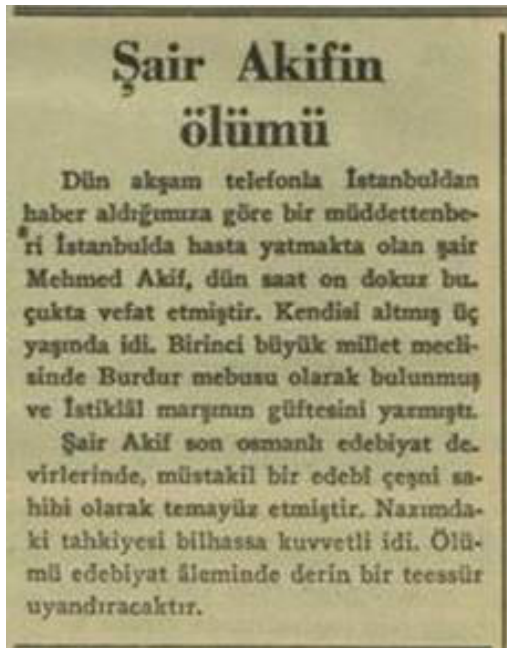 Şair Akifin
ölümü
Dün akşam telefonla İstanbuldan
haber aldığımıza göre bir müddettenbe-
ri İstanbulda hasta yatmakta olan şair
Mehmed Akif, dün saat on dokuz bu-
çukta vefat etmiştir. Kendisi altmış üç
yaşında idi. Birinci büyük millet mecli-
sinde Burdur mebusu olarak bulunmuş
ve İstiklâl marşının güftesini yazmıştı.
Şair Akif son osmanlı edebiyat de-
virlerinde, müstakil bir edebî çeşni sa-
hibi olarak temayüz etmiştir. Nazımda-
ki tahkiyesi bilhassa kuvvetli idi. Ölü-
mü edebiyat âleminde derin bir teessür
uyandıracaktır.